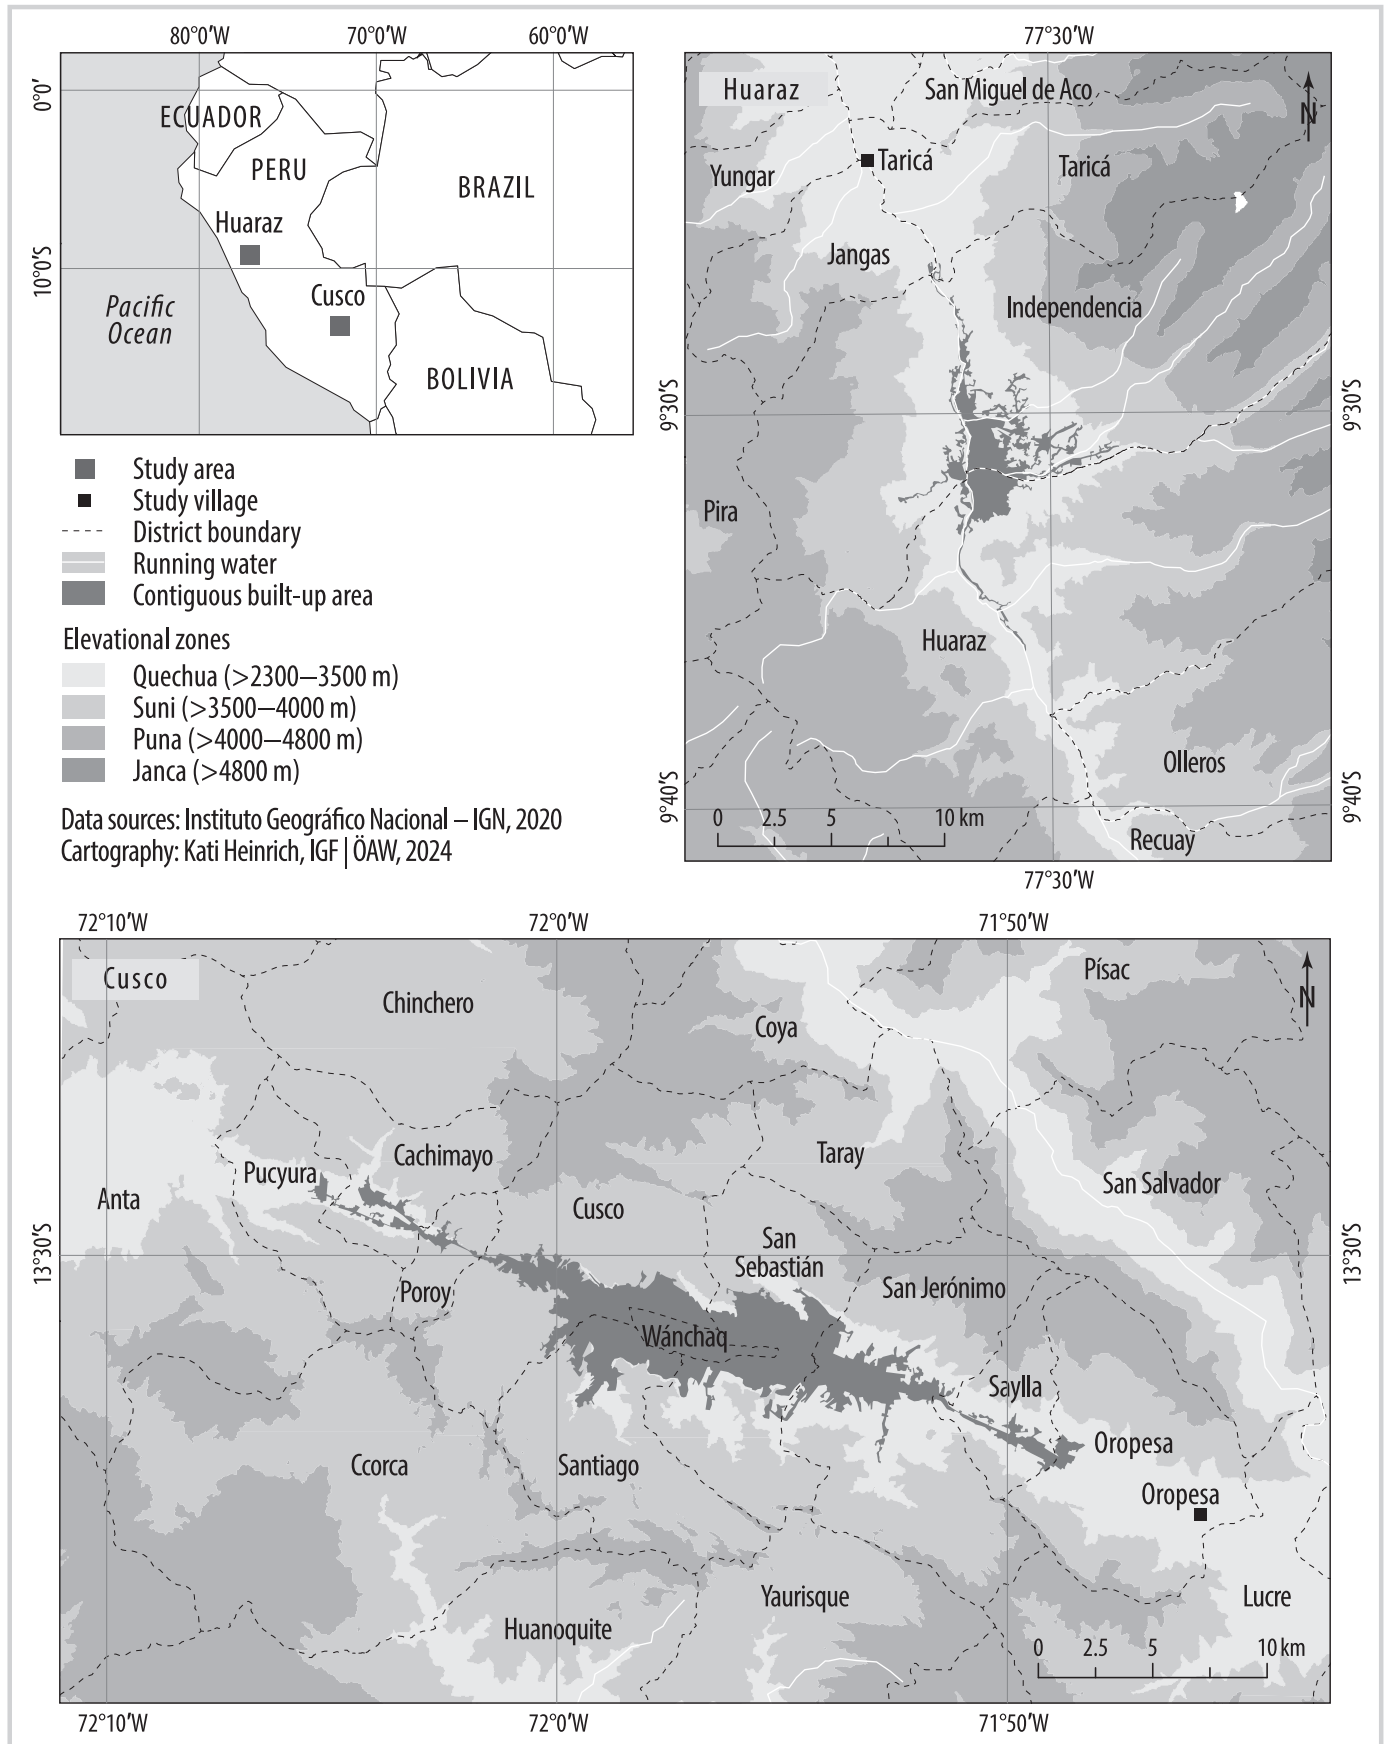 80°0′W 70°0′W 60°0′W
0°0′
10°0′S
ECUADOR
PERU
BRAZIL
Huaraz
Cusco
Pacific
Ocean
BOLIVIA
Study area
Study village
District boundary
Running water
Contiguous built-up area
Elevational zones
Quechua (>2300–3500 m)
Suni (>3500–4000 m)
Puna (>4000–4800 m)
Janca (>4800 m)
Data sources: Instituto Geográfico Nacional – IGN, 2020
Cartography: Kati Heinrich, IGF | ÖAW, 2024
77°30′W
Huaraz
San Miguel de Aco
N
Taricá
Taricá
Yungar
Jangas
Independencia
9°30′S
9°30′S
Pira
Huaraz
Olleros
9°40′S
9°40′S
0 2.5 5 10 km
Recuay
77°30′W
72°10′W 72°0′W 71°50′W
Cusco
Písac
N
Chinchero
Coya
Cachimayo
Taray
Pucyura
San Salvador
Anta
Cusco
San
Sebastián
13°30′S
13°30′S
San Jerónimo
Poroy
Wánchaq
Saylla
Oropesa
Ccorca
Santiago
Oropesa
Yaurisque
Lucre
Huanoquite
0 2.5 5 10 km
72°10′W 72°0′W 71°50′W